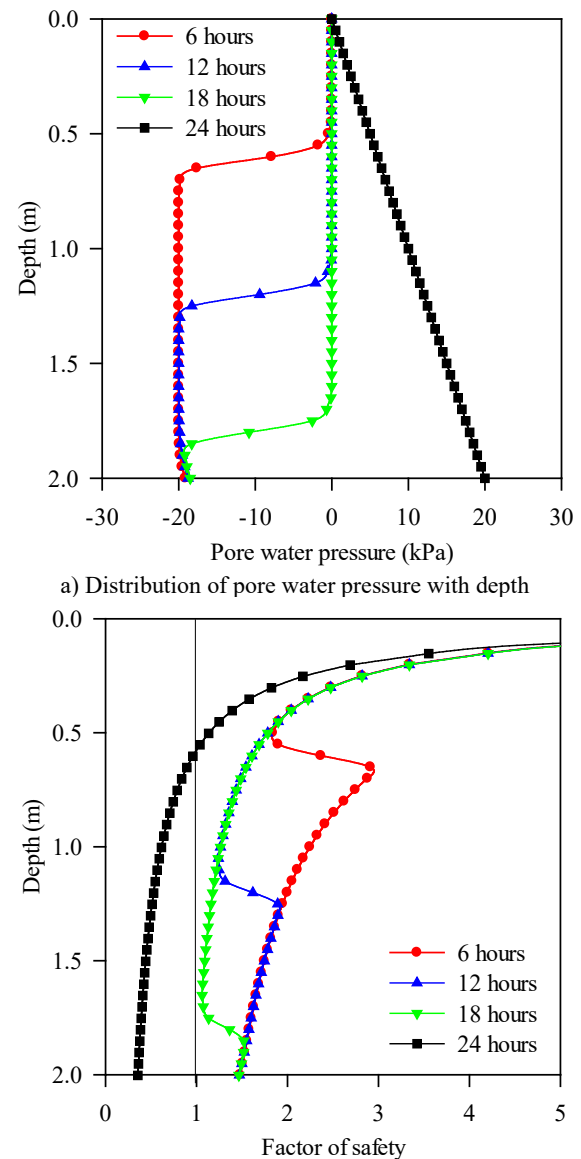 0.0
0.5
1.0
1.5
2.0
Depth (m)
6 hours
12 hours
18 hours
24 hours
-30 -20 -10 0 10 20 30
Pore water pressure (kPa)
a) Distribution of pore water pressure with depth
0.0
0.5
1.0
1.5
2.0
Depth (m)
6 hours
12 hours
18 hours
24 hours
0 1 2 3 4 5
Factor of safety